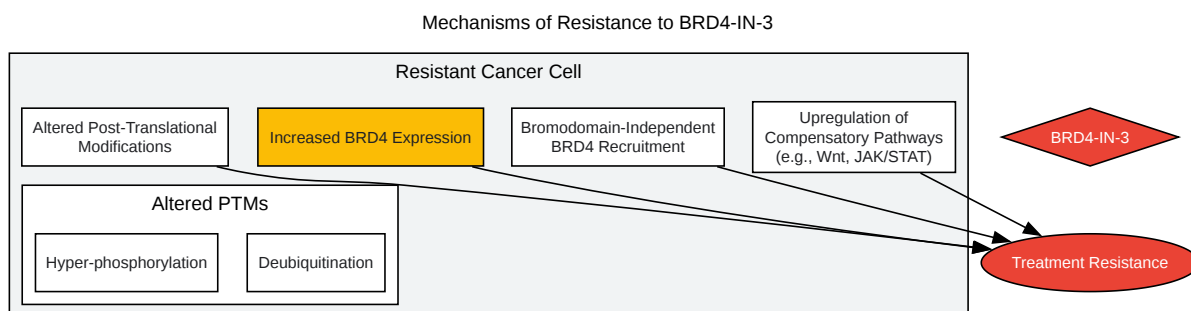 Mechanisms of Resistance to BRD4-IN-3
Resistant Cancer Cell
Altered Post-Translational
Modifications
Increased BRD4 Expression
Bromodomain-Independent
BRD4 Recruitment
Upregulation of
Compensatory Pathways
(e.g., Wnt, JAK/STAT)
BRD4-IN-3
Altered PTMs
Hyper-phosphorylation
Deubiquitination
Treatment Resistance